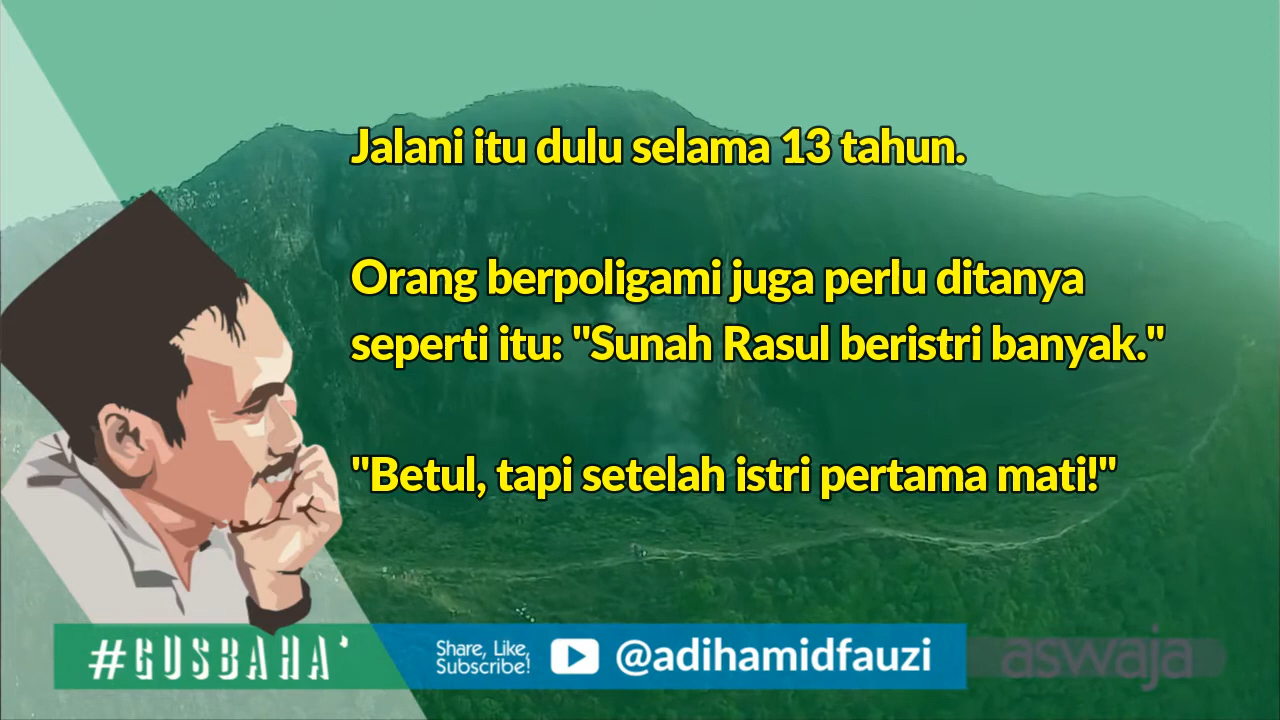 Jalani itu dulu selama 13 tahun.
Orang berpoligami juga perlu ditanya
seperti itu: "Sunah Rasul beristri banyak."
"Betul, tapi setelah istri pertama mati!"
#GUSBAHA'
Share, Like,
Subscribe!
@adihamidfauzi
aswaja